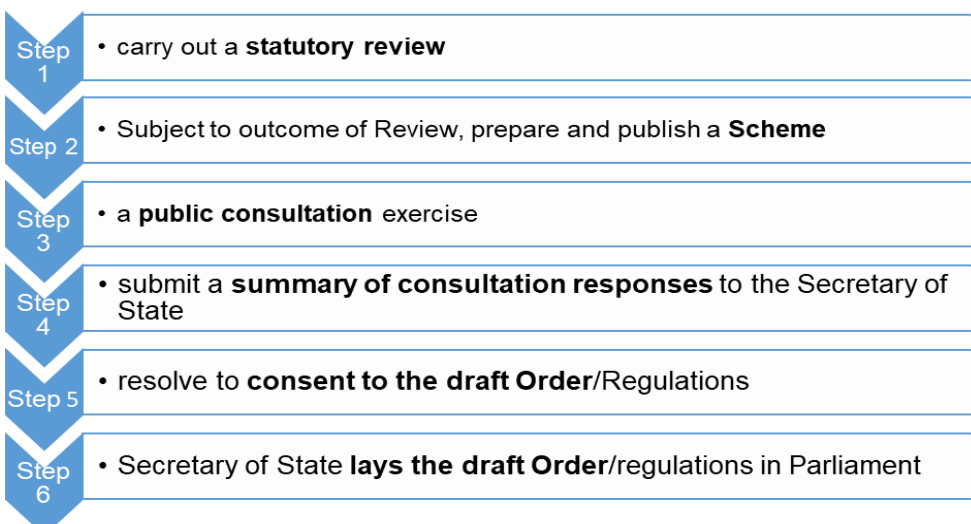 Step
1
• carry out a statutory review
Step 2
• Subject to outcome of Review, prepare and publish a Scheme
Step
3
• a public consultation exercise
Step
4
• submit a summary of consultation responses to the Secretary of
State
Step 5
• resolve to consent to the draft Order/Regulations
Step
6
• Secretary of State lays the draft Order/regulations in Parliament